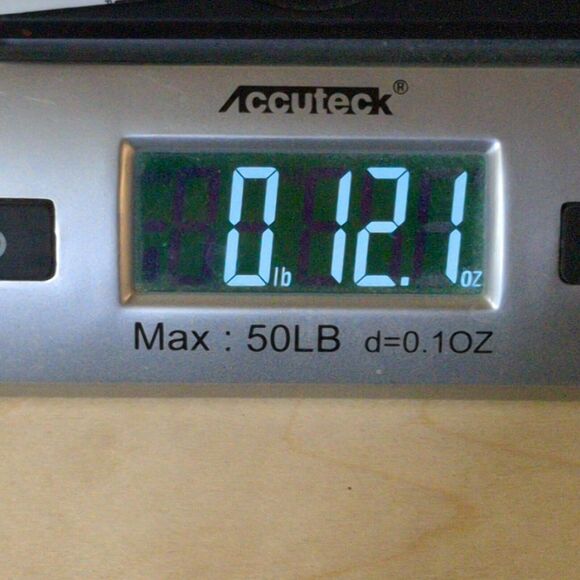 Accuteck®
0 lb 12.1 oz
Max : 50LB d=0.1OZ